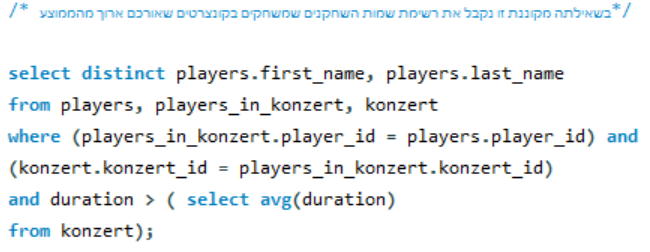 /* בשאילתה מקוננת זו נקבל את רשימת שמות השחקנים שמשחקים בקונצרטים שאורכם ארוך מהממוצע */
select distinct players.first_name, players.last_name
from players, players_in_konzert, konzert
where (players_in_konzert.player_id = players.player_id) and
(konzert.konzert_id = players_in_konzert.konzert_id)
and duration > ( select avg(duration)
from konzert);